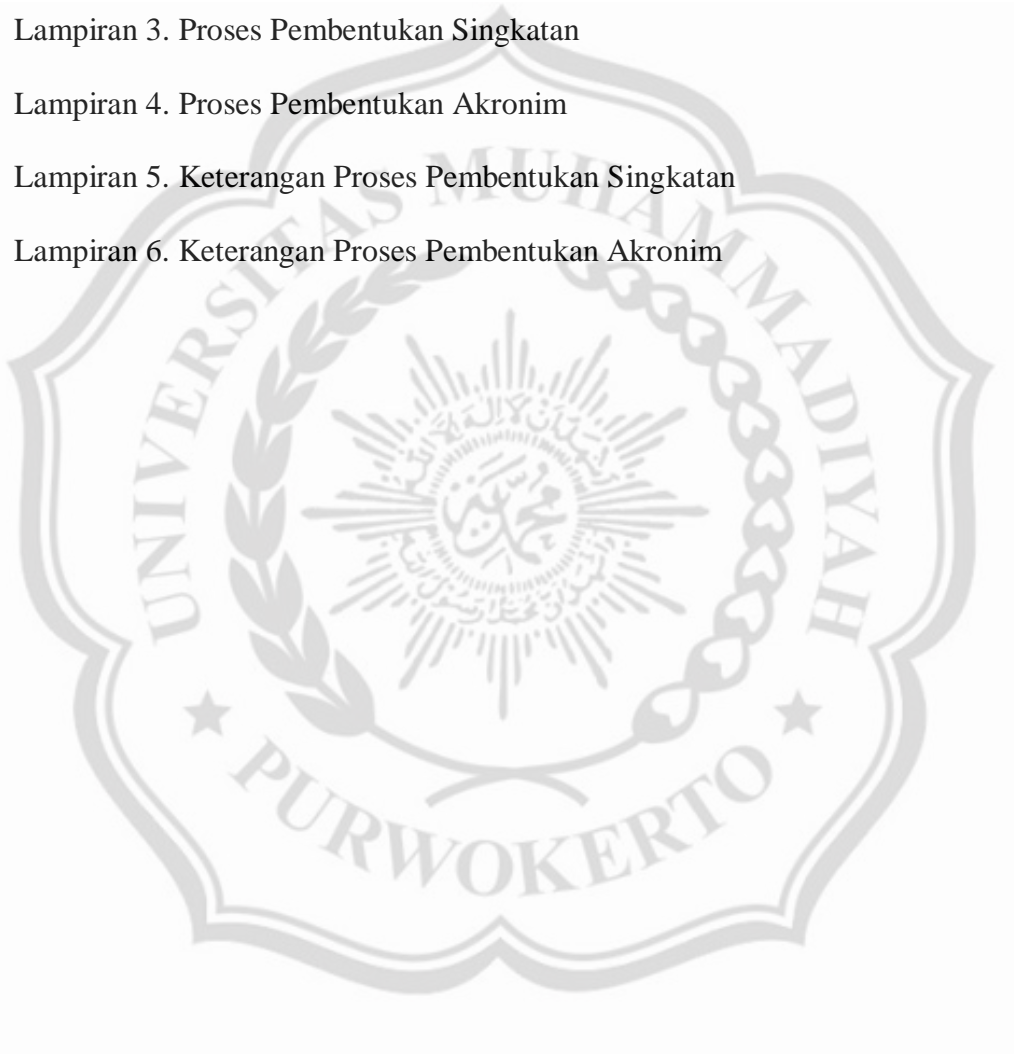 Lampiran 3. Proses Pembentukan Singkatan
Lampiran 4. Proses Pembentukan Akronim
Lampiran 5. Keterangan Proses Pembentukan Singkatan
Lampiran 6. Keterangan Proses Pembentukan Akronim
UNIVERSITAS MUHAMMADIYAH
PURWOKERTO